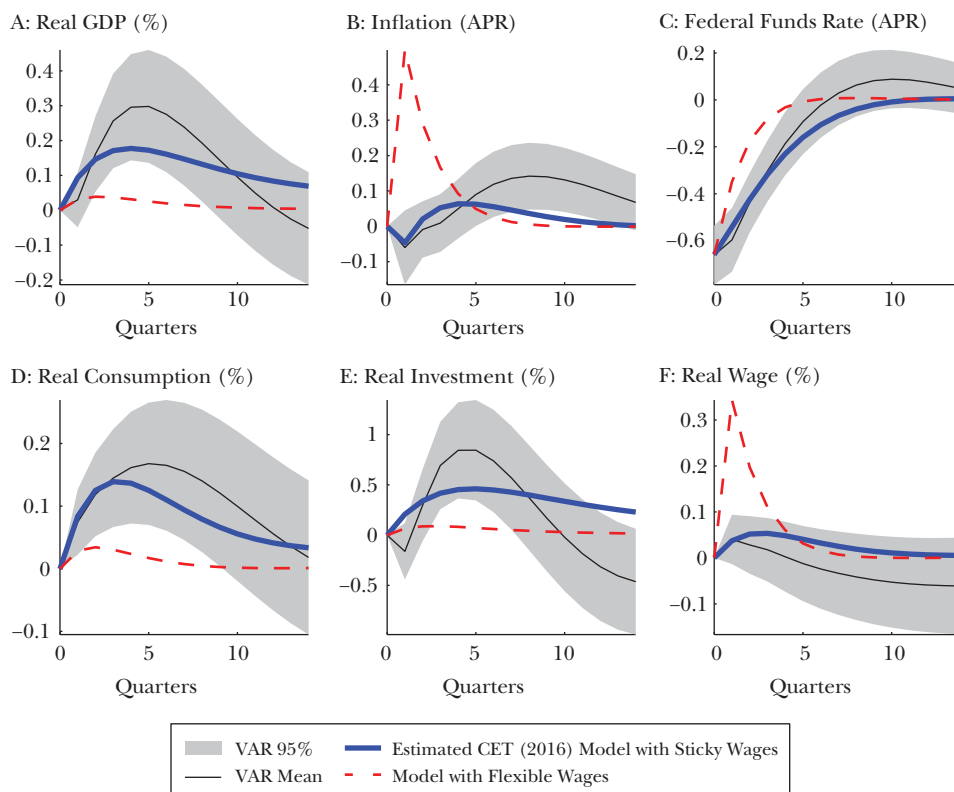 A: Real GDP (%)
0.4
0.3
0.2
0.1
0
−0.1
−0.2
0 5 10
Quarters
B: Inflation (APR)
0.4
0.3
0.2
0.1
0
−0.1
0 5 10
Quarters
C: Federal Funds Rate (APR)
0.2
0
−0.2
−0.4
−0.6
0 5 10
Quarters
D: Real Consumption (%)
0.2
0.1
0
−0.1
0 5 10
Quarters
E: Real Investment (%)
1
0.5
0
−0.5
0 5 10
Quarters
F: Real Wage (%)
0.3
0.2
0.1
0
−0.1
0 5 10
Quarters
VAR 95%
Estimated CET (2016) Model with Sticky Wages
VAR Mean
Model with Flexible Wages